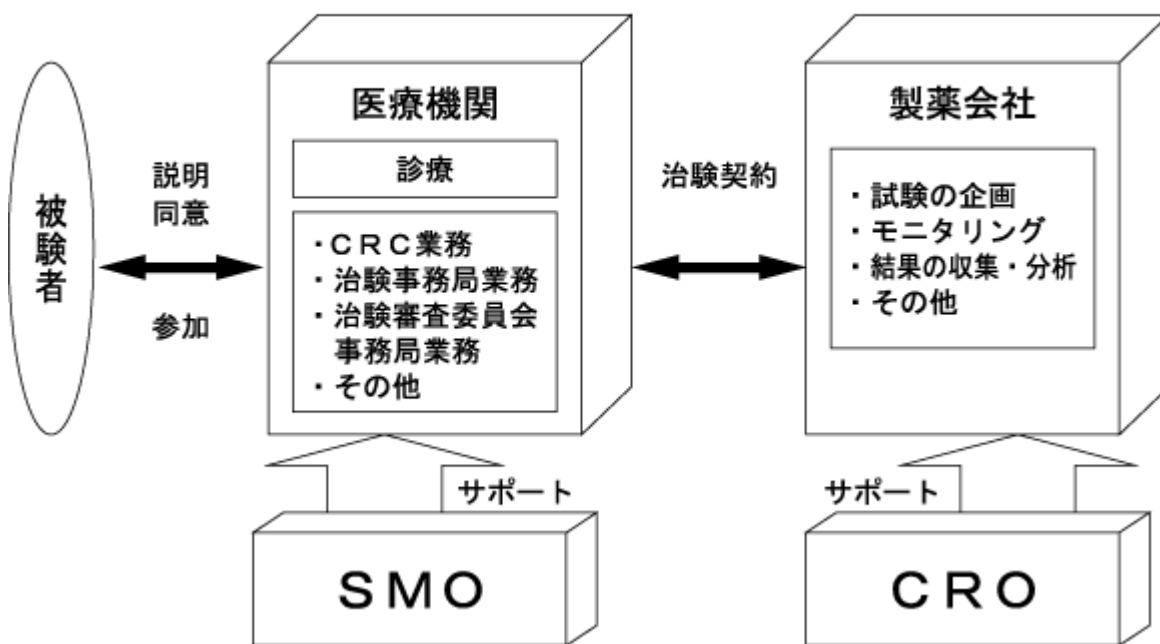 被験者
説明
同意
参加
医療機関
診療
・ＣＲＣ業務
・治験事務局業務
・治験審査委員会
事務局業務
・その他
治験契約
製薬会社
・試験の企画
・モニタリング
・結果の収集・分析
・その他
サポート
ＳＭＯ
サポート
ＣＲＯ